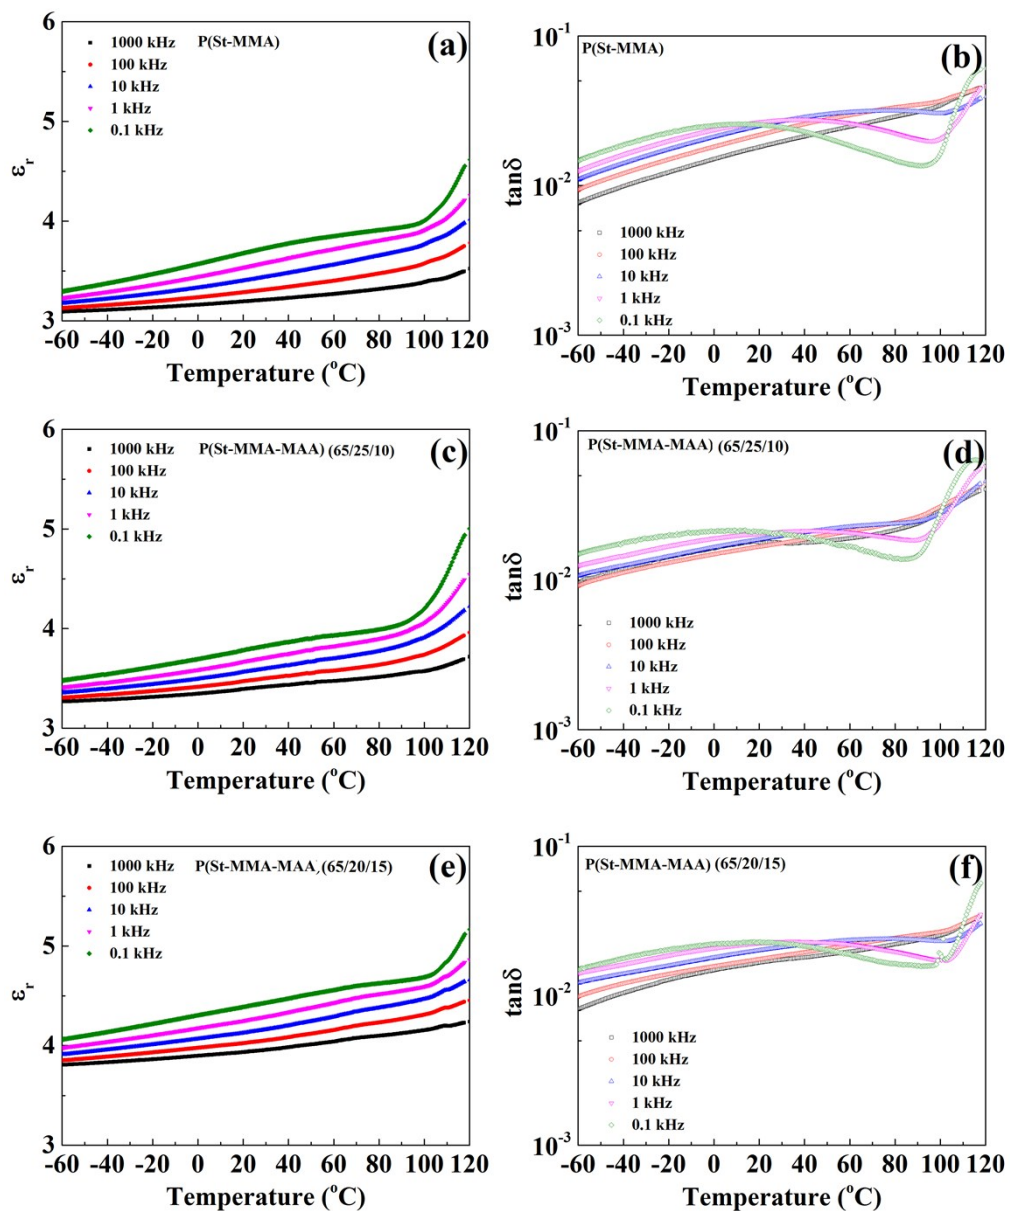 6
5
4
3
εr
1000 kHz
100 kHz
10 kHz
1 kHz
0.1 kHz
P(St-MMA)
(a)
-60 -40 -20 0 20 40 60 80 100 120
Temperature (°C)
10-1
10-2
10-3
tanδ
P(St-MMA)
(b)
1000 kHz
100 kHz
10 kHz
1 kHz
0.1 kHz
-60 -40 -20 0 20 40 60 80 100 120
Temperature (°C)
6
5
4
3
εr
1000 kHz
100 kHz
10 kHz
1 kHz
0.1 kHz
P(St-MMA-MAA) (65/25/10)
(c)
-60 -40 -20 0 20 40 60 80 100 120
Temperature (°C)
10-1
10-2
10-3
tanδ
P(St-MMA-MAA) (65/25/10)
(d)
1000 kHz
100 kHz
10 kHz
1 kHz
0.1 kHz
-60 -40 -20 0 20 40 60 80 100 120
Temperature (°C)
6
5
4
3
εr
1000 kHz
100 kHz
10 kHz
1 kHz
0.1 kHz
P(St-MMA-MAA) (65/20/15)
(e)
-60 -40 -20 0 20 40 60 80 100 120
Temperature (°C)
10-1
10-2
10-3
tanδ
P(St-MMA-MAA) (65/20/15)
(f)
1000 kHz
100 kHz
10 kHz
1 kHz
0.1 kHz
-60 -40 -20 0 20 40 60 80 100 120
Temperature (°C)